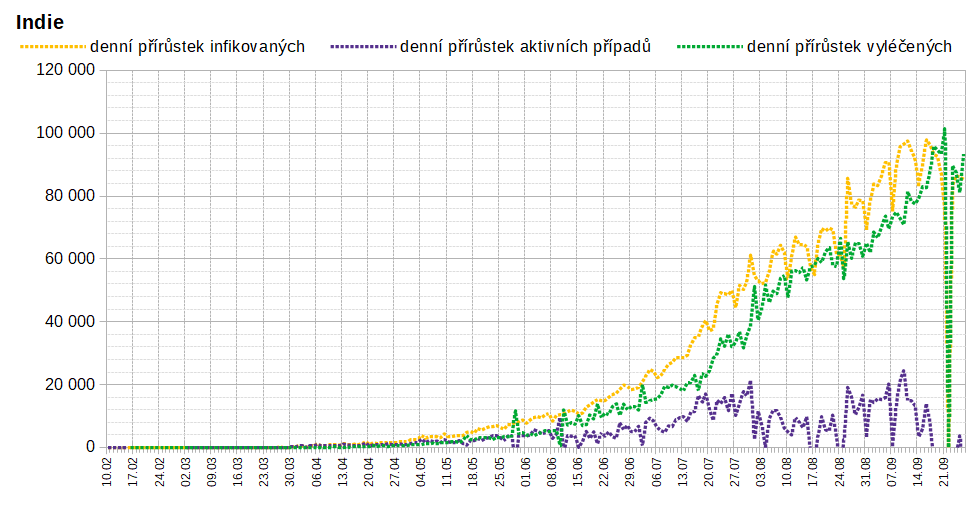 Indie
denní přírůstek infikovaných denní přírůstek aktivních případů denní přírůstek vyléčených
120 000
100 000
80 000
60 000
40 000
20 000
0
10.02 17.02 24.02 02.03 09.03 16.03 23.03 30.03 06.04 13.04 20.04 27.04 04.05 11.05 18.05 25.05 01.06 08.06 15.06 22.06 29.06 06.07 13.07 20.07 27.07 03.08 10.08 17.08 24.08 31.08 07.09 14.09 21.09